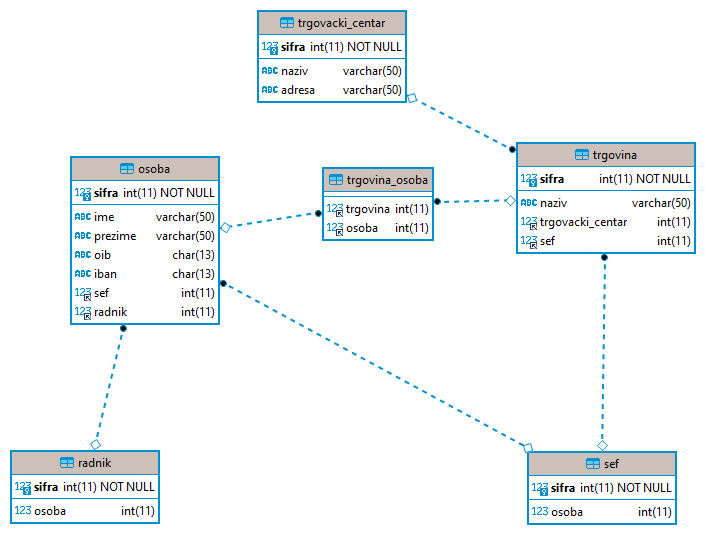 trgovacki_centar
123 sifra int(11) NOT NULL
ABC naziv varchar(50)
ABC adresa varchar(50)
osoba
123 sifra int(11) NOT NULL
ABC ime varchar(50)
ABC prezime varchar(50)
ABC oib char(13)
ABC iban char(13)
123 sef int(11)
123 radnik int(11)
trgovina_osoba
123 trgovina int(11)
123 osoba int(11)
trgovina
123 sifra int(11) NOT NULL
ABC naziv varchar(50)
123 trgovacki_centar int(11)
123 sef int(11)
radnik
123 sifra int(11) NOT NULL
123 osoba int(11)
sef
123 sifra int(11) NOT NULL
123 osoba int(11)